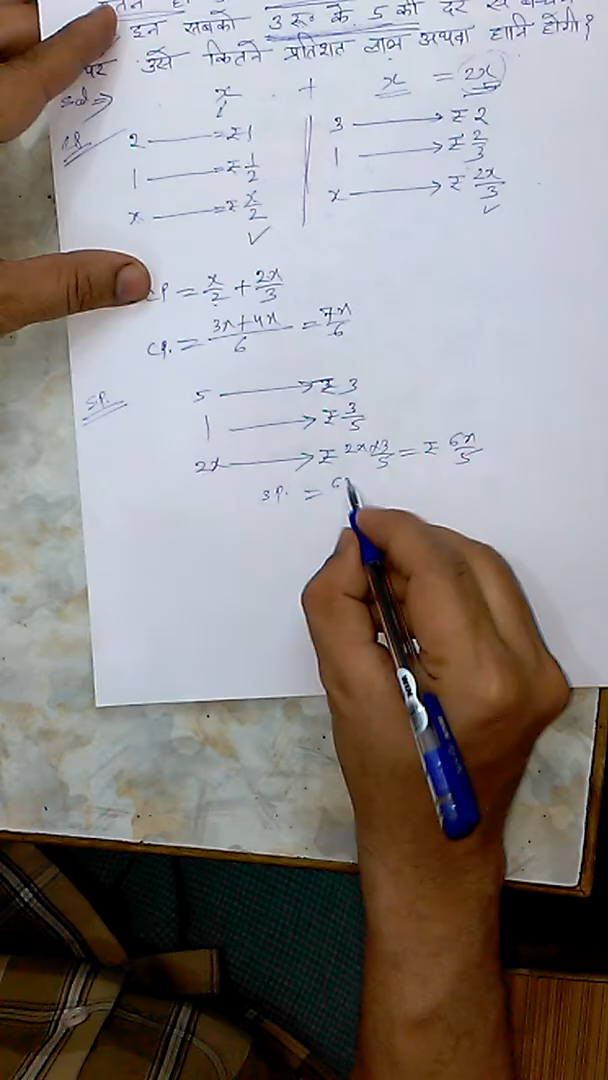 इन सबको 3 रु॰ के 5 की दर से बेचने
पर उसे कितने प्रतिशत लाभ अथवा हानि होगी?
Sol ⇒ x + x = 2x
2 → ₹ 1
1 → ₹ 1/2
x → ₹ x/2 ✓
3 → ₹ 2
1 → ₹ 2/3
x → ₹ 2x/3 ✓
CP = x/2 + 2x/3
CP. = 3x+4x/6 = 7x/6
SP. 5 → ₹ 3
1 → ₹ 3/5
2x → ₹ 2x×3/5 = ₹ 6x/5
SP. = 6x